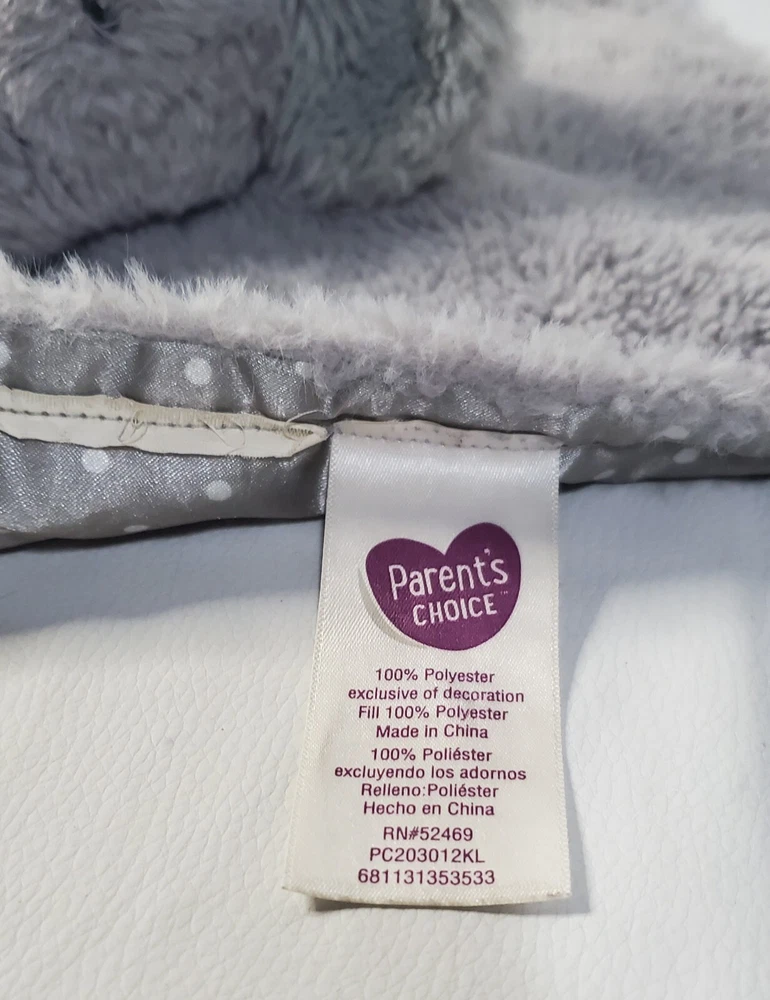 Parent's
CHOICE™
100% Polyester
exclusive of decoration
Fill 100% Polyester
Made in China
100% Poliéster
excluyendo los adornos
Relleno:Poliéster
Hecho en China
RN#52469
PC203012KL
681131353533